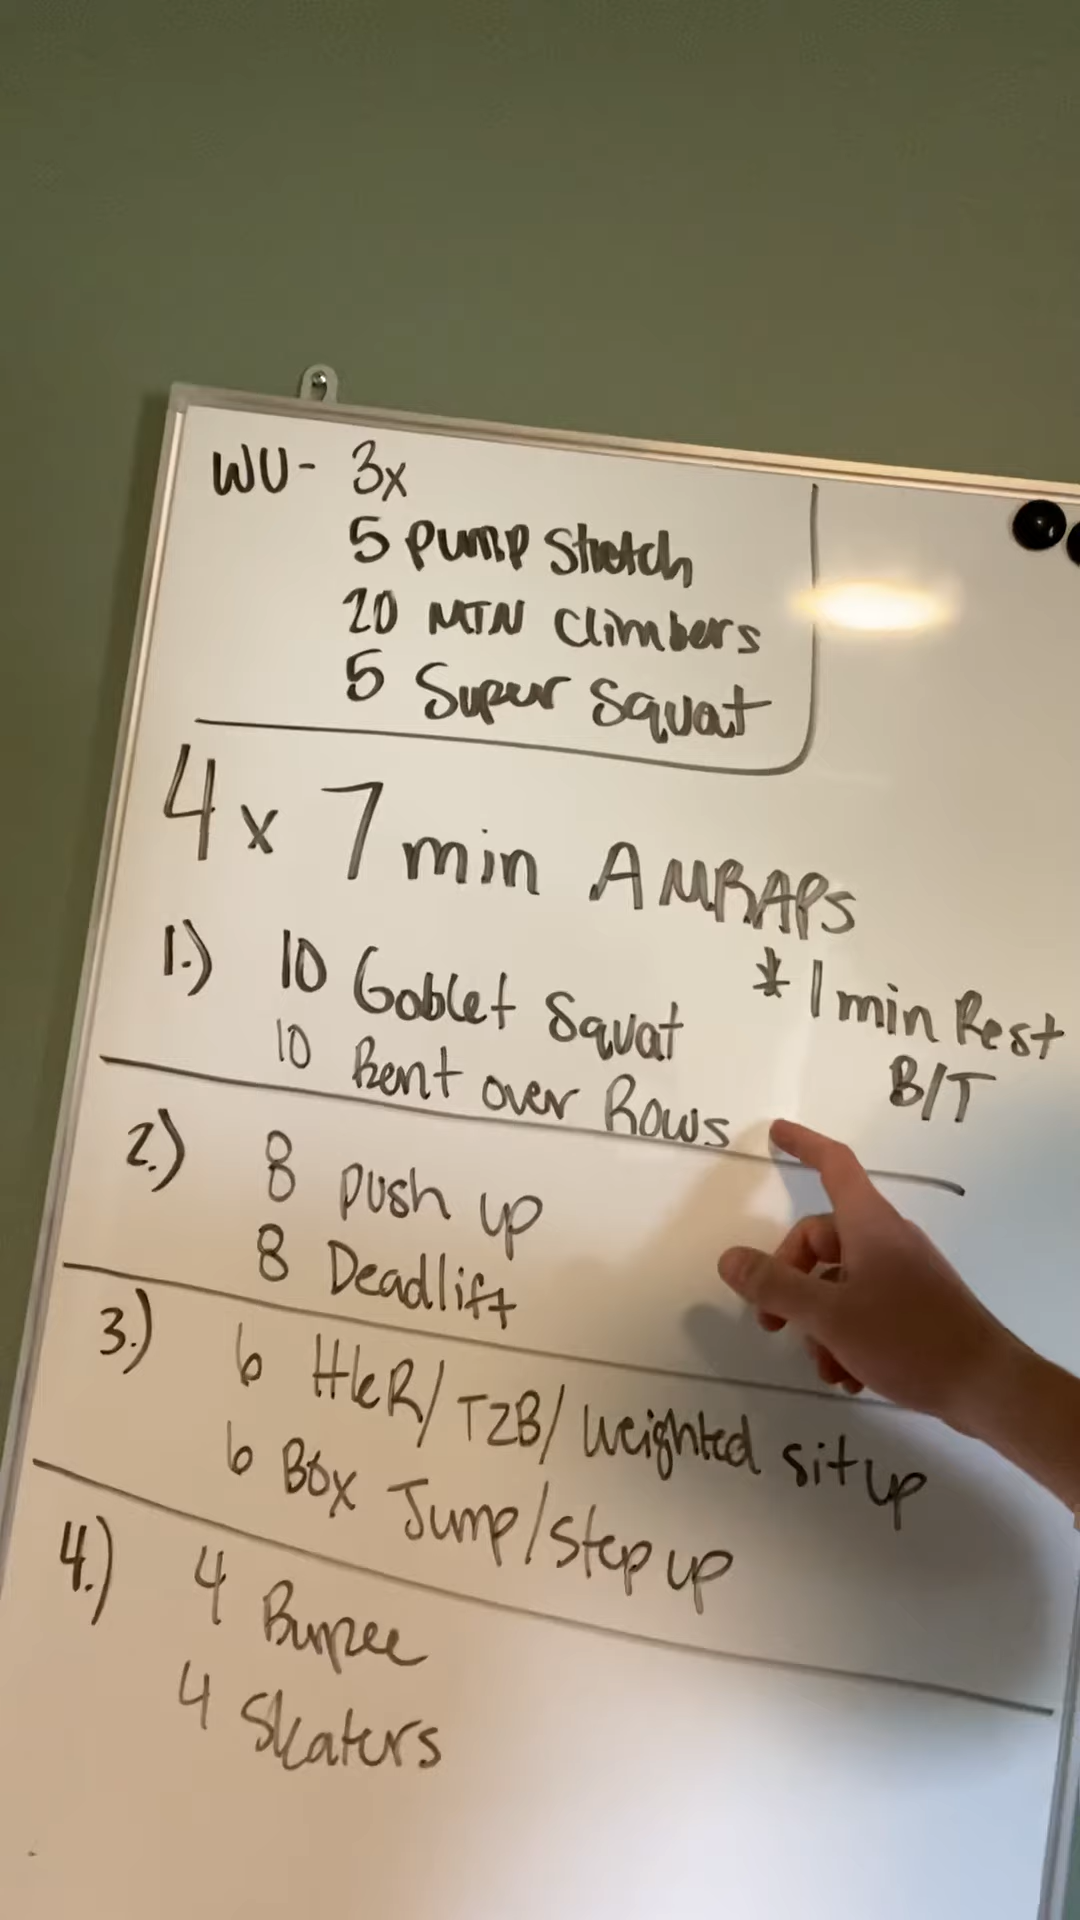 WU- 3x
5 Pump Stretch
20 MTN Climbers
5 Super Squat
4 x 7 min AMRAPS
* 1 min Rest
B/T
1.) 10 Goblet Squat
10 Bent over Rows
2.) 8 Push up
8 Deadlift
3.) 6 HKR/T2B/Weighted situp
6 Box Jump/Step up
4.) 4 Burpee
4 Skaters